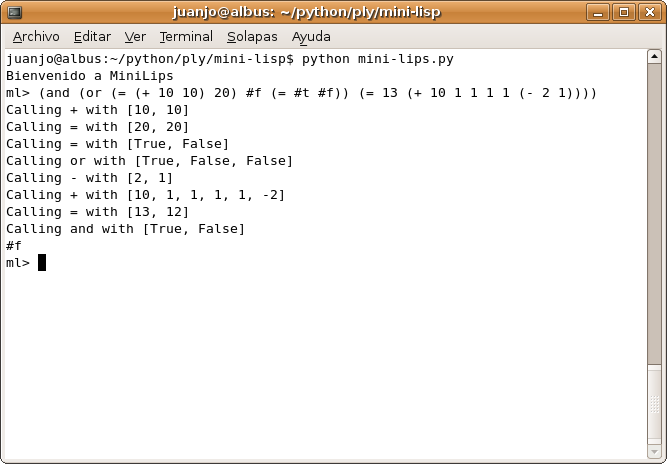 juanjo@albus: ~/python/ply/mini-lisp
Archivo Editar Ver Terminal Solapas Ayuda
juanjo@albus:~/python/ply/mini-lisp$ python mini-lips.py
Bienvenido a MiniLips
ml> (and (or (= (+ 10 10) 20) #f (= #t #f)) (= 13 (+ 10 1 1 1 1 (- 2 1))))
Calling + with [10, 10]
Calling = with [20, 20]
Calling = with [True, False]
Calling or with [True, False, False]
Calling - with [2, 1]
Calling + with [10, 1, 1, 1, 1, -2]
Calling = with [13, 12]
Calling and with [True, False]
#f
ml>